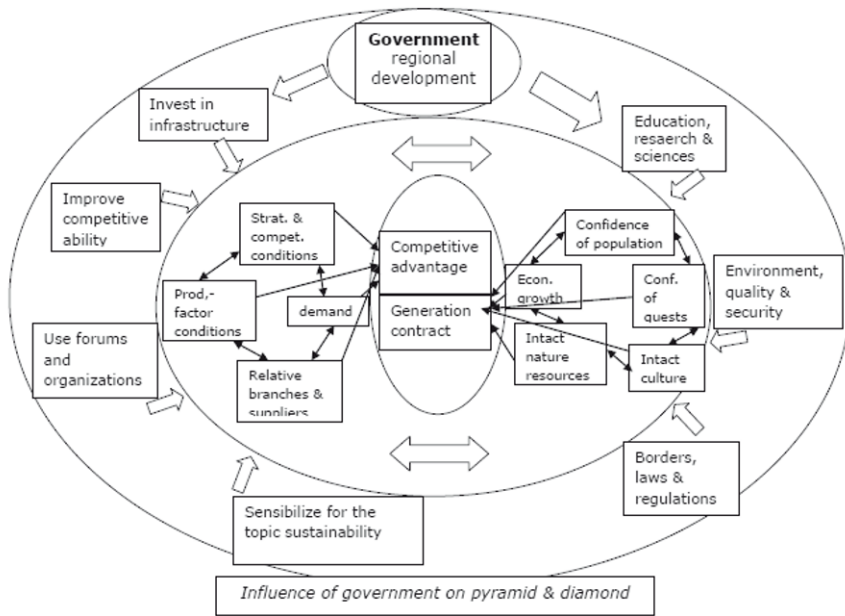 Government
regional
development
Invest in
infrastructure
Education,
resaerch &
sciences
Improve
competitive
ability
Strat. &
compet.
conditions
Confidence
of population
Competitive
advantage
Prod,-
factor
conditions
demand
Econ.
growth
Conf.
of
quests
Environment,
quality &
security
Generation
contract
Use forums
and
organizations
Relative
branches &
suppliers
Intact
nature
resources
Intact
culture
Borders,
laws &
regulations
Sensibilize for the
topic sustainability
Influence of government on pyramid & diamond